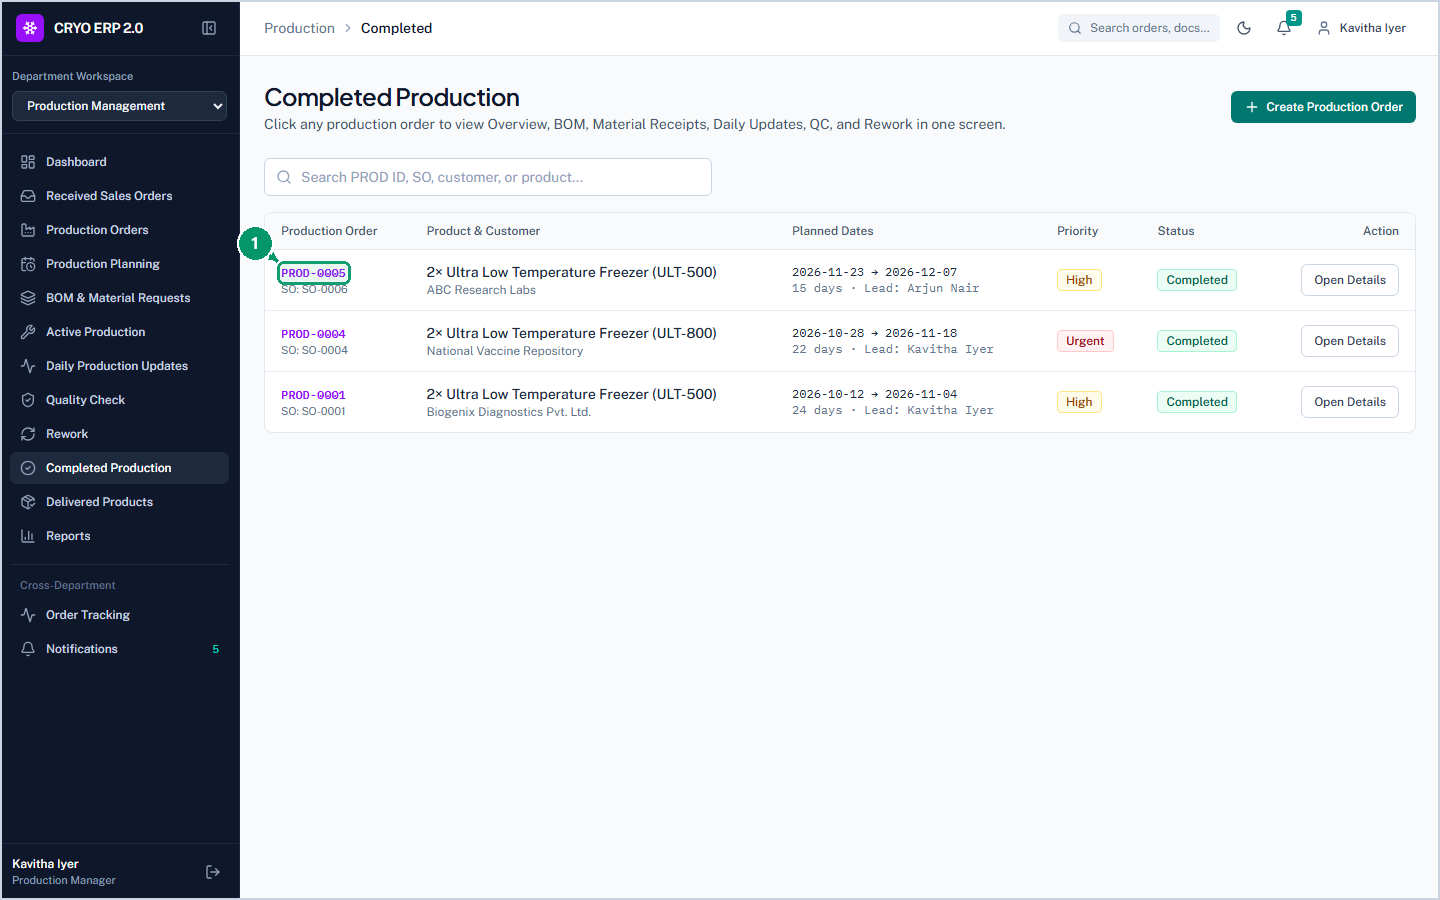 CRYO ERP 2.0
Department Workspace
Production Management
Dashboard
Received Sales Orders
Production Orders
Production Planning
BOM & Material Requests
Active Production
Daily Production Updates
Quality Check
Rework
Completed Production
Delivered Products
Reports
Cross-Department
Order Tracking
Notifications 5
Kavitha Iyer
Production Manager
Production > Completed
Search orders, docs...
5
Kavitha Iyer
Completed Production
Click any production order to view Overview, BOM, Material Receipts, Daily Updates, QC, and Rework in one screen.
+ Create Production Order
Search PROD ID, SO, customer, or product...
Production Order Product & Customer Planned Dates Priority Status Action
1
PROD-0005 2× Ultra Low Temperature Freezer (ULT-500) 2026-11-23 → 2026-12-07 High Completed Open Details
SO: SO-0006 ABC Research Labs 15 days · Lead: Arjun Nair
PROD-0004 2× Ultra Low Temperature Freezer (ULT-800) 2026-10-28 → 2026-11-18 Urgent Completed Open Details
SO: SO-0004 National Vaccine Repository 22 days · Lead: Kavitha Iyer
PROD-0001 2× Ultra Low Temperature Freezer (ULT-500) 2026-10-12 → 2026-11-04 High Completed Open Details
SO: SO-0001 Biogenix Diagnostics Pvt. Ltd. 24 days · Lead: Kavitha Iyer